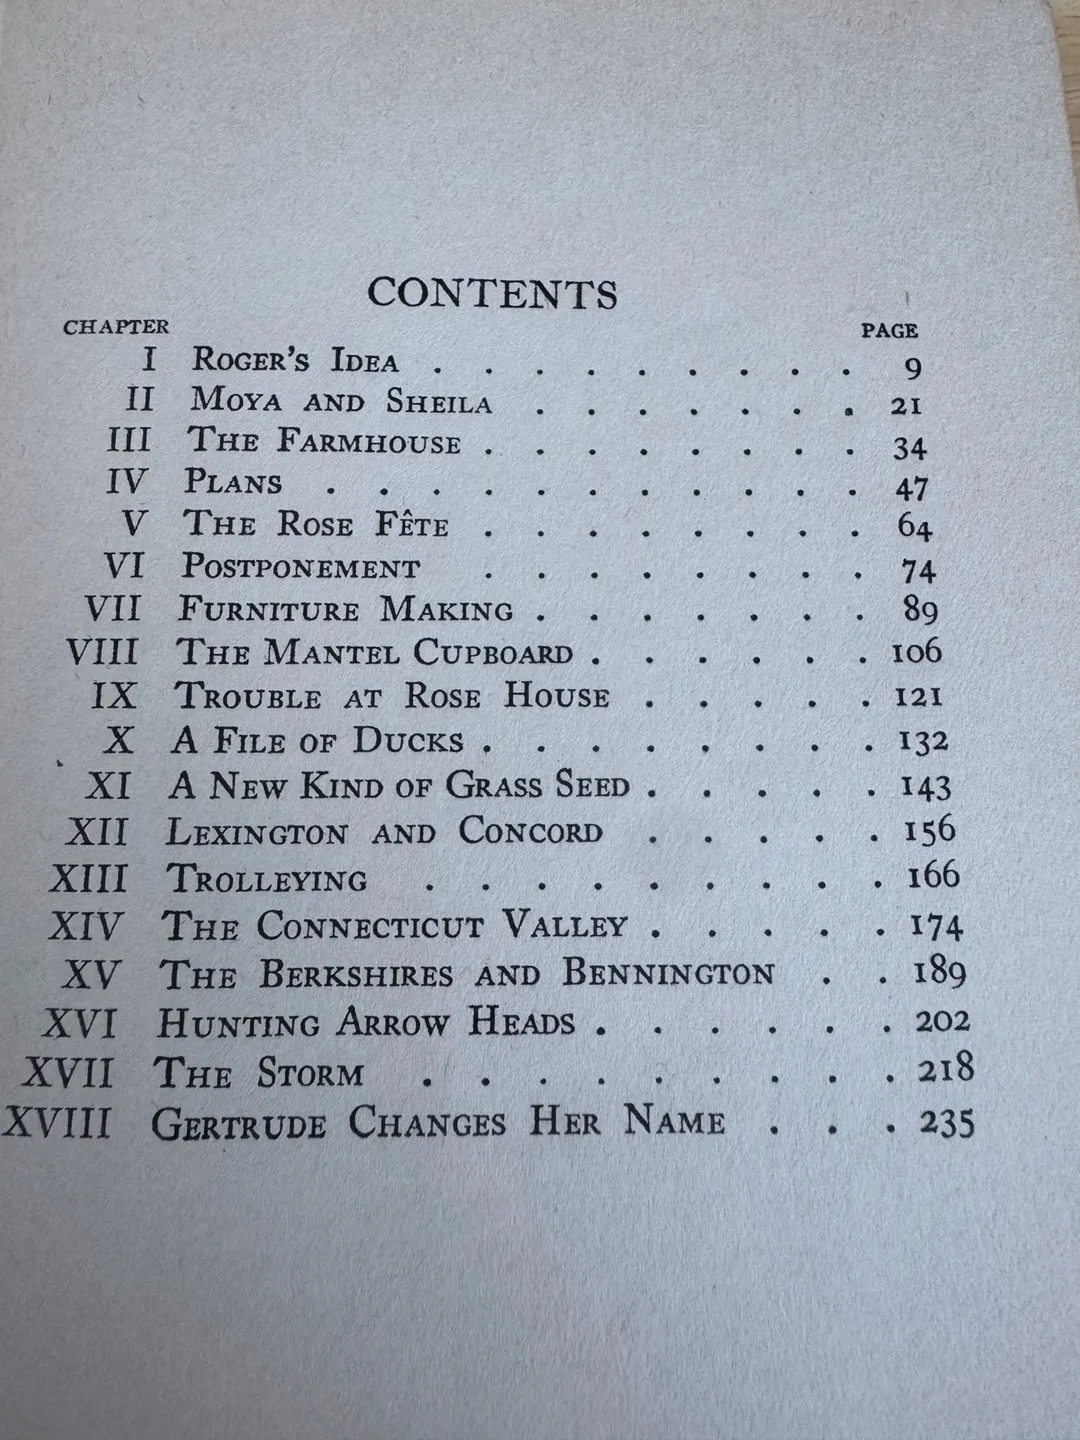 CONTENTS
CHAPTER PAGE
I ROGER'S IDEA . . . . . . . . . 9
II MOYA AND SHEILA . . . . . . . 21
III THE FARMHOUSE . . . . . . . . 34
IV PLANS . . . . . . . . . . . 47
V THE ROSE FÊTE . . . . . . . . 64
VI POSTPONEMENT . . . . . . . . 74
VII FURNITURE MAKING . . . . . . . 89
VIII THE MANTEL CUPBOARD . . . . . . 106
IX TROUBLE AT ROSE HOUSE . . . . . 121
X A FILE OF DUCKS . . . . . . . . 132
XI A NEW KIND OF GRASS SEED . . . . . 143
XII LEXINGTON AND CONCORD . . . . . 156
XIII TROLLEYING . . . . . . . . . 166
XIV THE CONNECTICUT VALLEY . . . . . 174
XV THE BERKSHIRES AND BENNINGTON . . 189
XVI HUNTING ARROW HEADS . . . . . . 202
XVII THE STORM . . . . . . . . . 218
XVIII GERTRUDE CHANGES HER NAME . . . 235